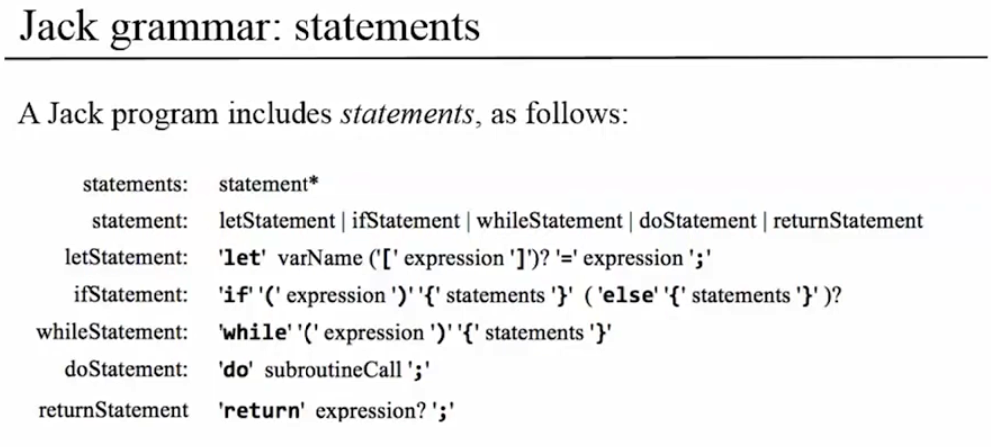 Jack grammar: statements
A Jack program includes statements, as follows:
statements: statement*
statement: letStatement | ifStatement | whileStatement | doStatement | returnStatement
letStatement: 'let' varName ('[' expression ']')? '=' expression ';'
ifStatement: 'if' '(' expression ')' '{' statements '}' ( 'else' '{' statements '}' )?
whileStatement: 'while' '(' expression ')' '{' statements '}'
doStatement: 'do' subroutineCall ';'
returnStatement 'return' expression? ';'